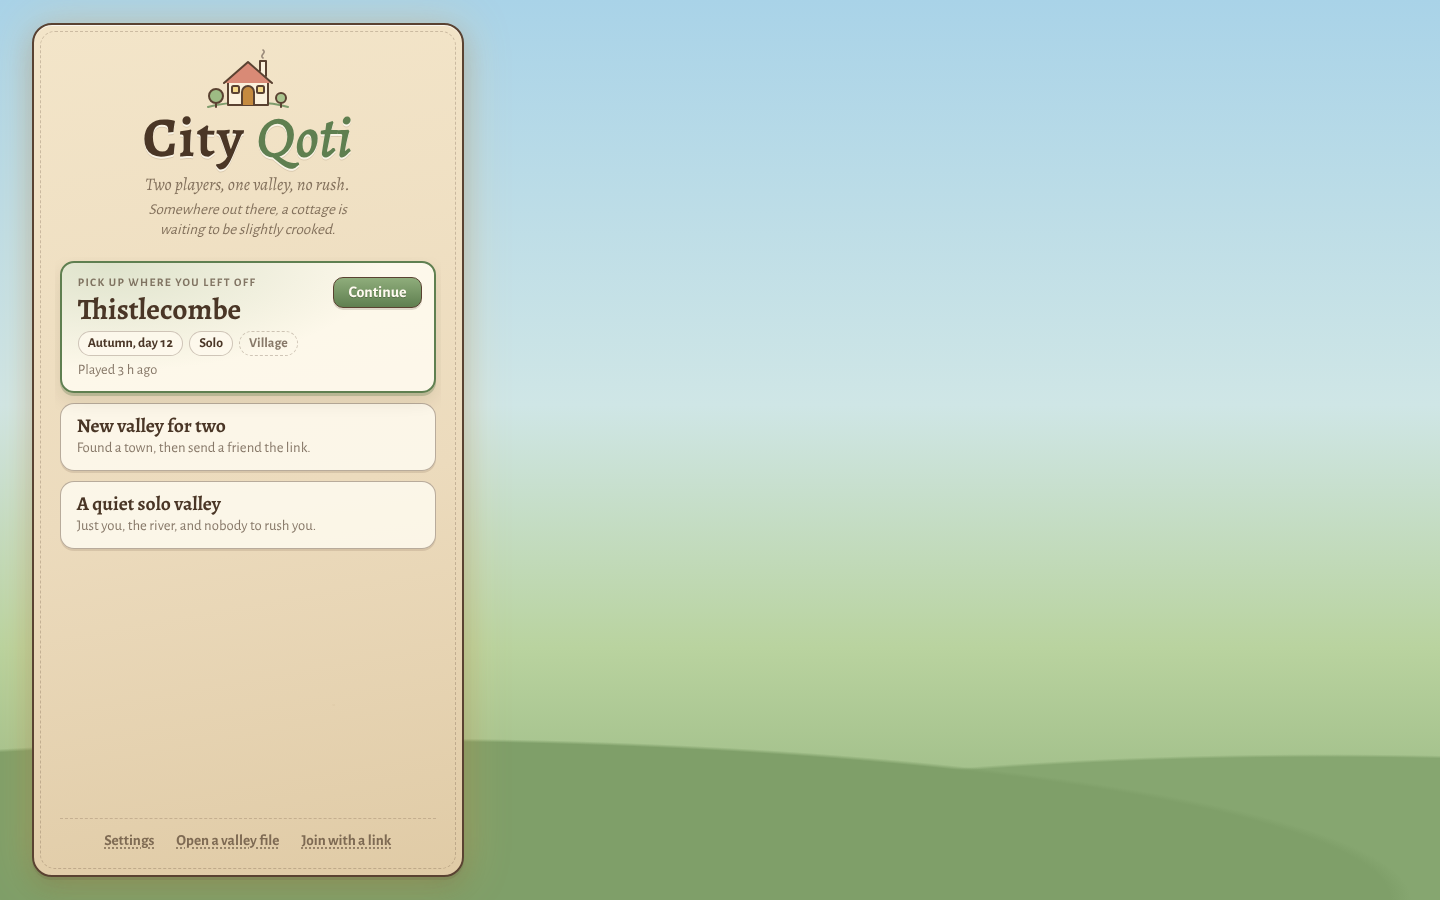 City Qoti
Two players, one valley, no rush.
Somewhere out there, a cottage is
waiting to be slightly crooked.
PICK UP WHERE YOU LEFT OFF
Continue
Thistlecombe
Autumn, day 12 Solo Village
Played 3 h ago
New valley for two
Found a town, then send a friend the link.
A quiet solo valley
Just you, the river, and nobody to rush you.
Settings Open a valley file Join with a link